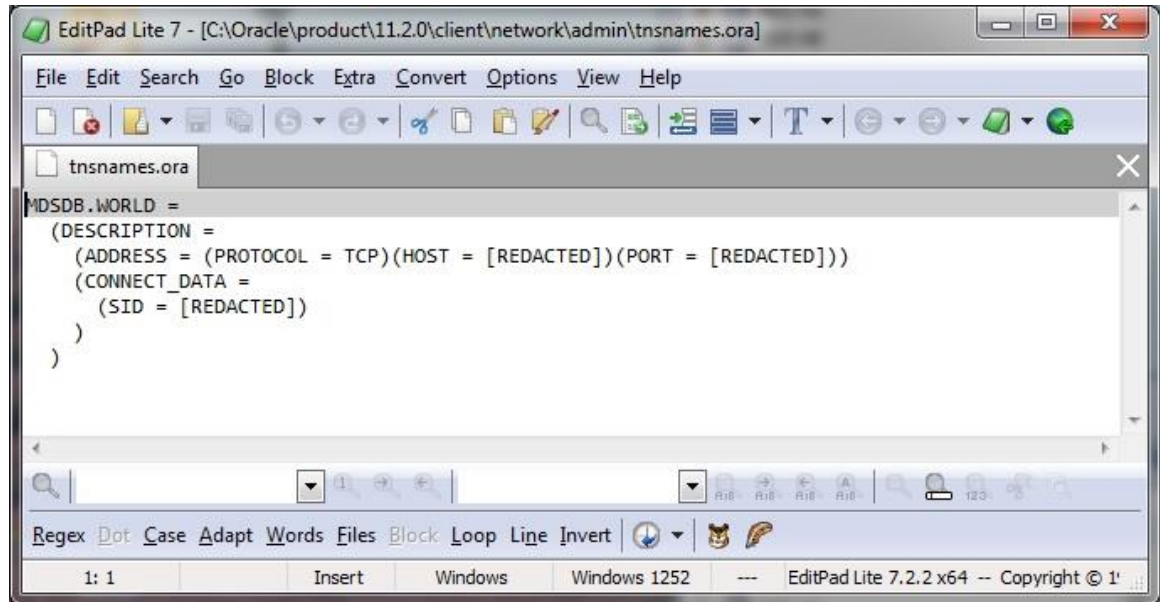 EditPad Lite 7 - [C:\Oracle\product\11.2.0\client\network\admin\tnsnames.ora]
File Edit Search Go Block Extra Convert Options View Help
tnsnames.ora
MDSDB.WORLD =
  (DESCRIPTION =
    (ADDRESS = (PROTOCOL = TCP)(HOST = [REDACTED])(PORT = [REDACTED]))
    (CONNECT_DATA =
      (SID = [REDACTED])
    )
  )
Regex Dot Case Adapt Words Files Block Loop Line Invert
1: 1 Insert Windows Windows 1252 --- EditPad Lite 7.2.2 x64 -- Copyright © 1